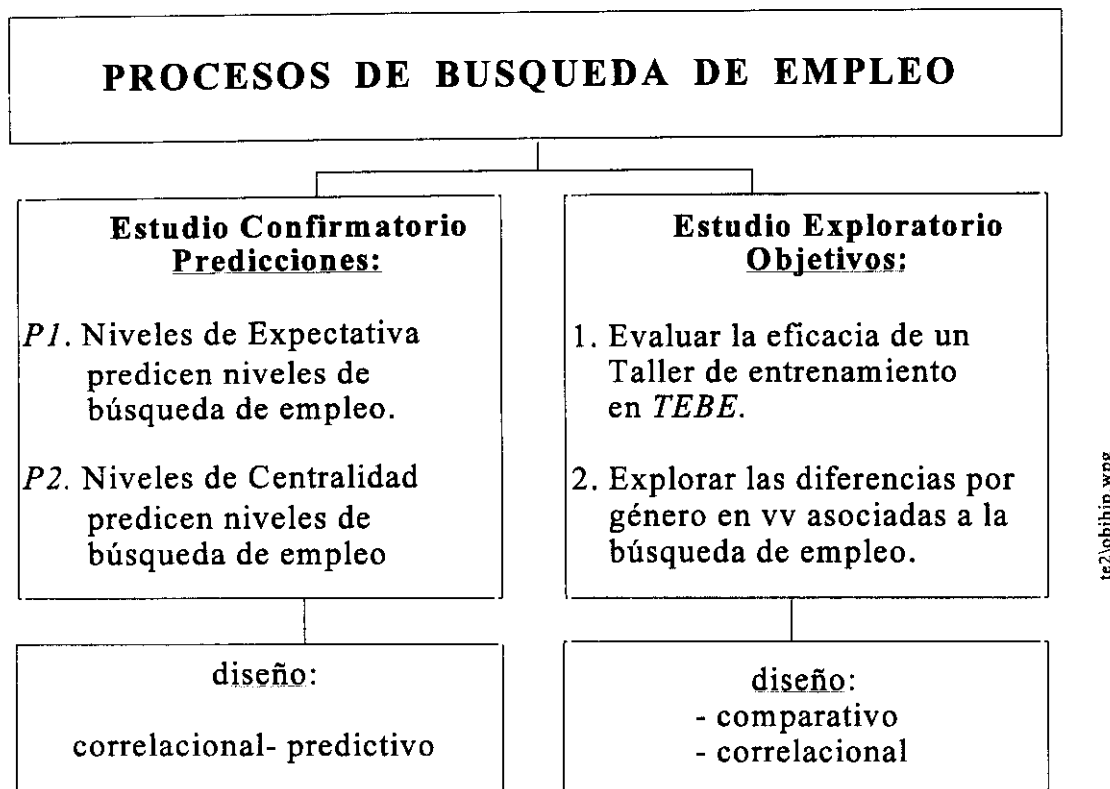 PROCESOS DE BUSQUEDA DE EMPLEO
Estudio Confirmatorio
Predicciones:
P1. Niveles de Expectativa
predicen niveles de
búsqueda de empleo.
P2. Niveles de Centralidad
predicen niveles de
búsqueda de empleo
diseño:
correlacional- predictivo
Estudio Exploratorio
Objetivos:
1. Evaluar la eficacia de un
Taller de entrenamiento
en TEBE.
2. Explorar las diferencias por
género en vv asociadas a la
búsqueda de empleo.
diseño:
- comparativo
- correlacional
te2\objhip.wpg